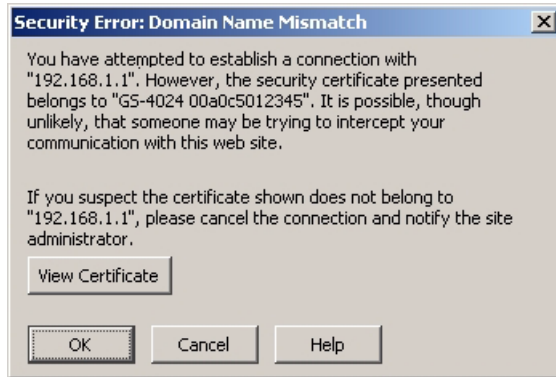 Security Error: Domain Name Mismatch
You have attempted to establish a connection with
"192.168.1.1". However, the security certificate presented
belongs to "GS-4024 00a0c5012345". It is possible, though
unlikely, that someone may be trying to intercept your
communication with this web site.
If you suspect the certificate shown does not belong to
"192.168.1.1", please cancel the connection and notify the site
administrator.
View Certificate
OK
Cancel
Help